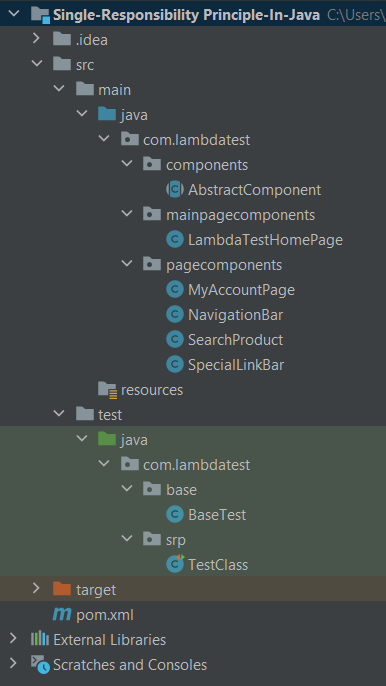 Single-Responsibility Principle-In-Java C:\Users\
.idea
src
main
java
com.lambdatest
components
AbstractComponent
mainpagecomponents
LambdaTestHomePage
pagecomponents
MyAccountPage
NavigationBar
SearchProduct
SpecialLinkBar
resources
test
java
com.lambdatest
base
BaseTest
srp
TestClass
target
pom.xml
External Libraries
Scratches and Consoles